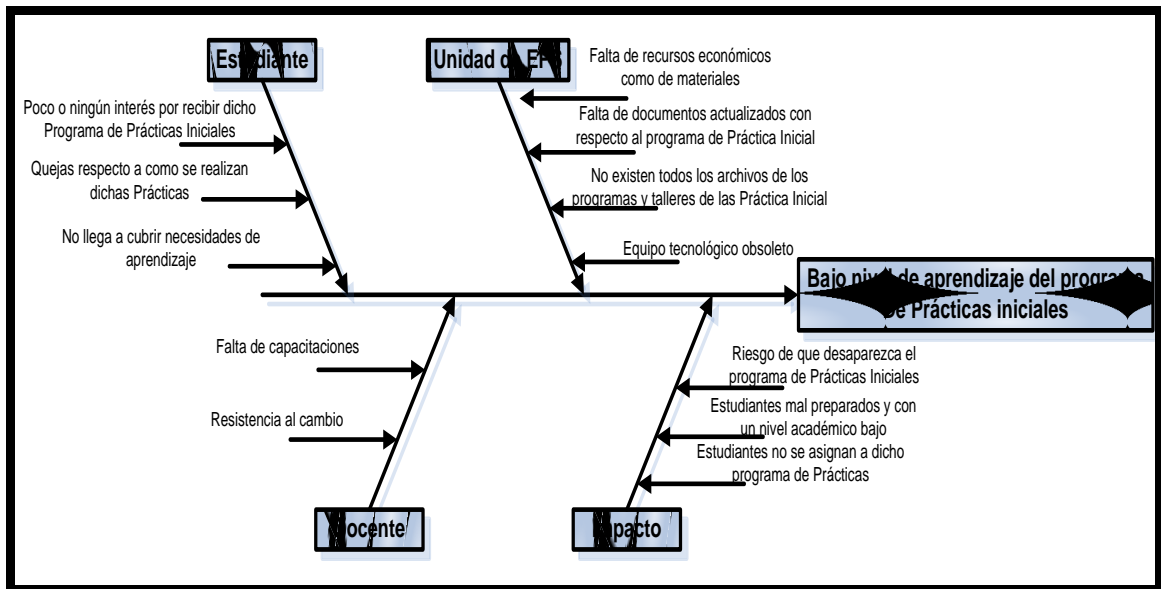 Estudiante
Poco o ningún interés por recibir dicho
Programa de Prácticas Iniciales
Quejas respecto a como se realizan
dichas Prácticas
No llega a cubrir necesidades de
aprendizaje
Unidad de EPS
Falta de recursos económicos
como de materiales
Falta de documentos actualizados con
respecto al programa de Práctica Inicial
No existen todos los archivos de los
programas y talleres de las Práctica Inicial
Equipo tecnológico obsoleto
Bajo nivel de aprendizaje del programa
De Prácticas iniciales
Falta de capacitaciones
Resistencia al cambio
Docente
Riesgo de que desaparezca el
programa de Prácticas Iniciales
Estudiantes mal preparados y con
un nivel académico bajo
Estudiantes no se asignan a dicho
programa de Prácticas
Impacto